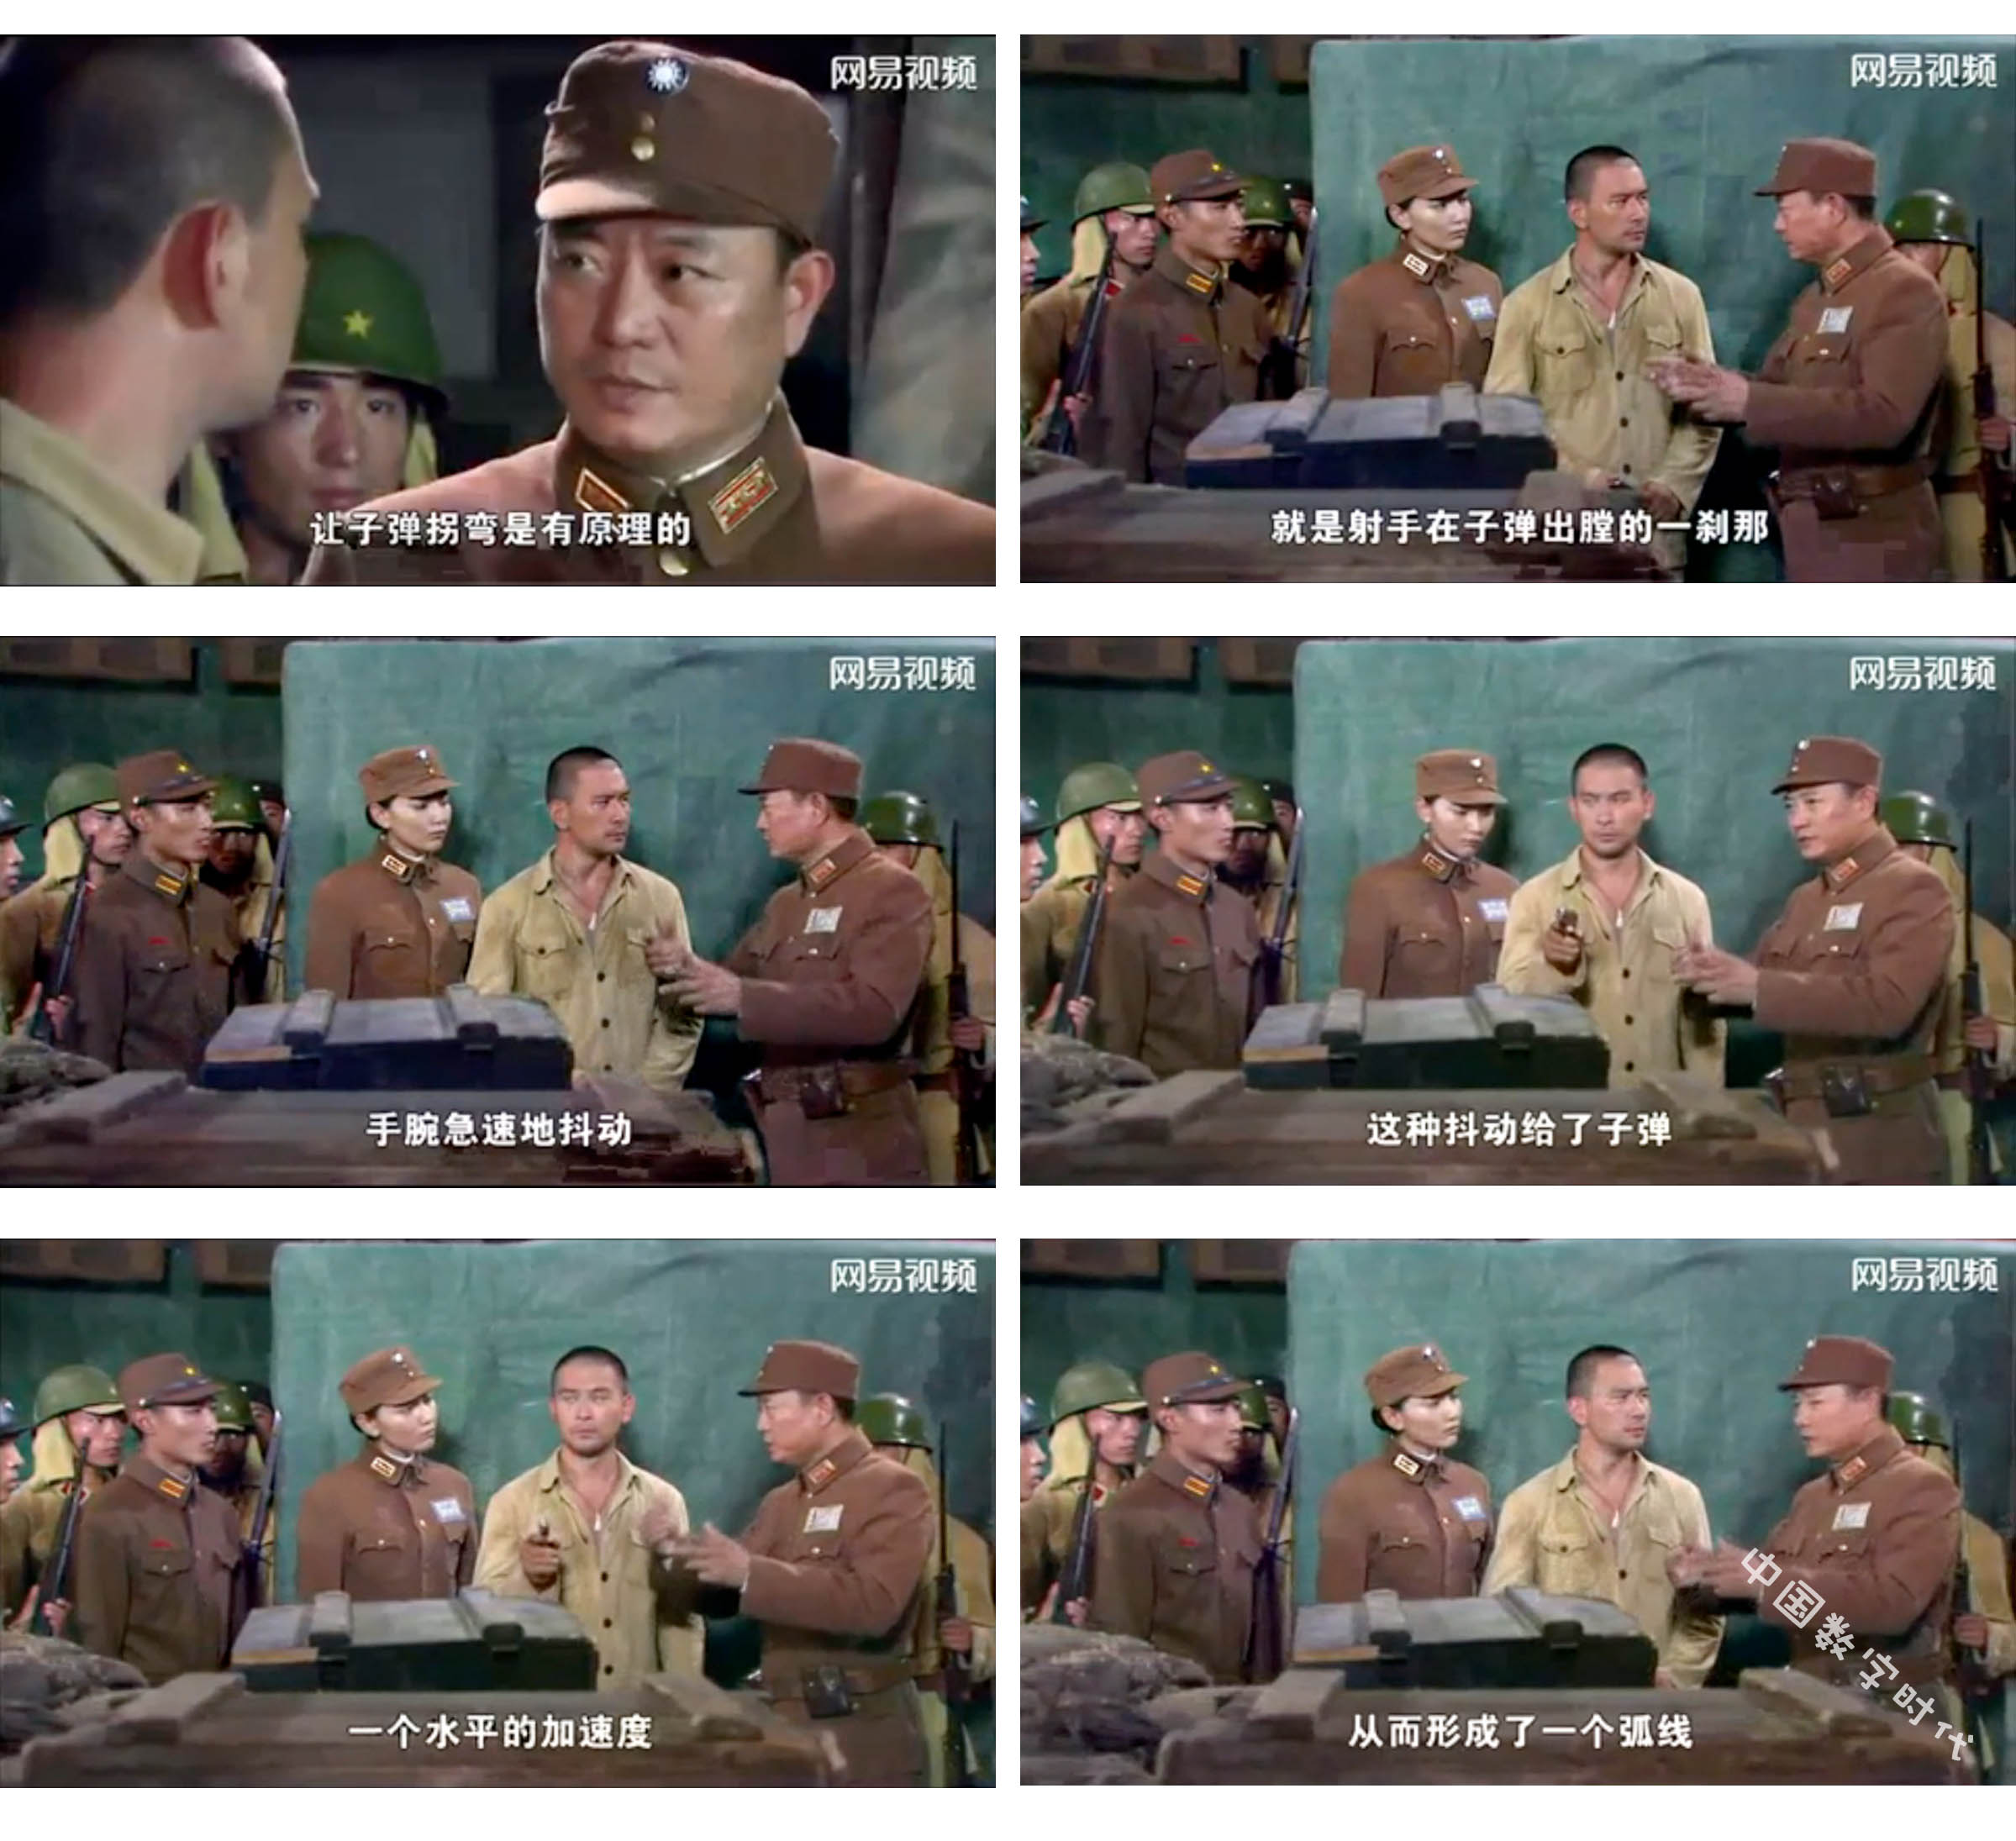 网易视频
让子弹拐弯是有原理的
网易视频
就是射手在子弹出膛的一刹那
网易视频
手腕急速地抖动
网易视频
这种抖动给了子弹
网易视频
一个水平的加速度
网易视频
从而形成了一个弧线
中国数字时代